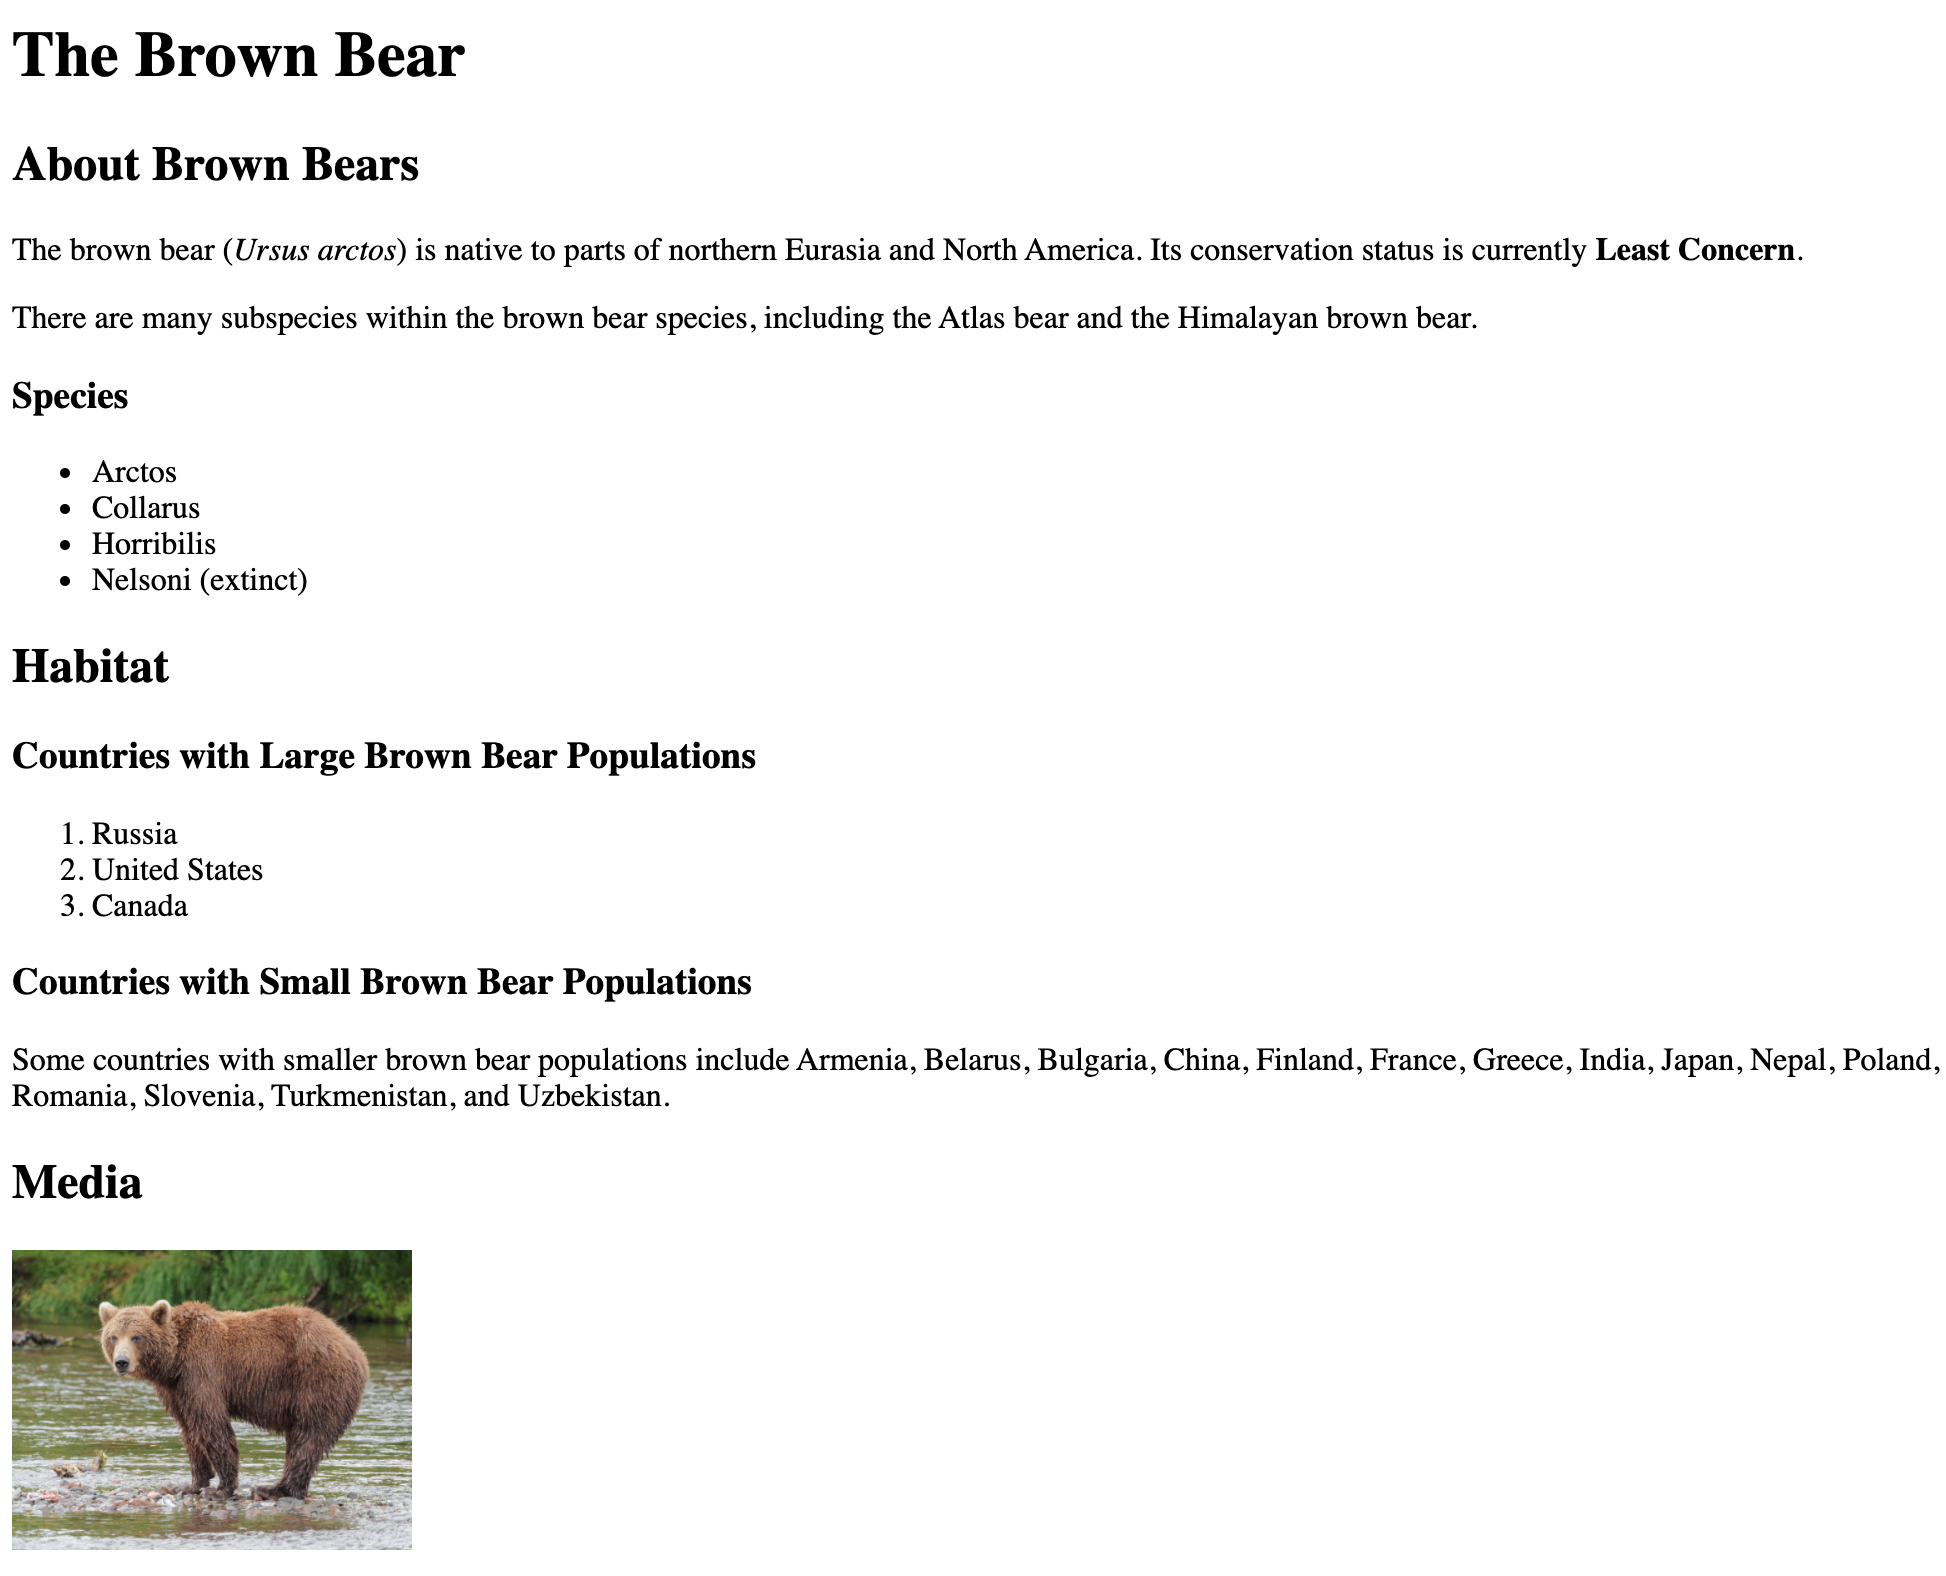 The Brown Bear
About Brown Bears
The brown bear (Ursus arctos) is native to parts of northern Eurasia and North America. Its conservation status is currently Least Concern.
There are many subspecies within the brown bear species, including the Atlas bear and the Himalayan brown bear.
Species
• Arctos
• Collarus
• Horribilis
• Nelsoni (extinct)
Habitat
Countries with Large Brown Bear Populations
1. Russia
2. United States
3. Canada
Countries with Small Brown Bear Populations
Some countries with smaller brown bear populations include Armenia, Belarus, Bulgaria, China, Finland, France, Greece, India, Japan, Nepal, Poland,
Romania, Slovenia, Turkmenistan, and Uzbekistan.
Media